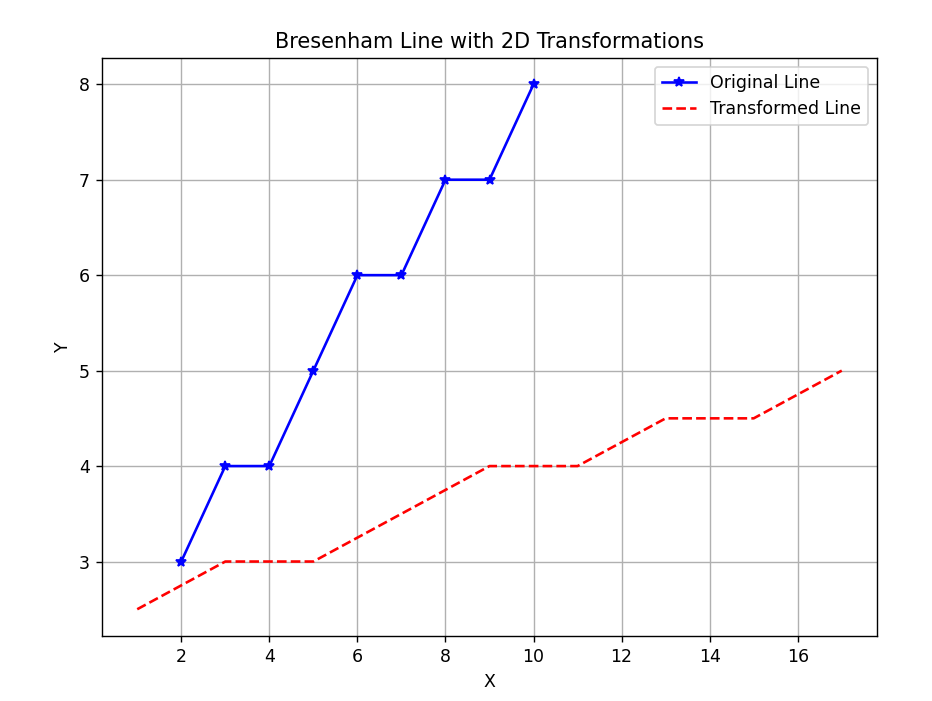 Bresenham Line with 2D Transformations
Original Line
Transformed Line
8
7
6
5
4
3
Y
2 4 6 8 10 12 14 16
X